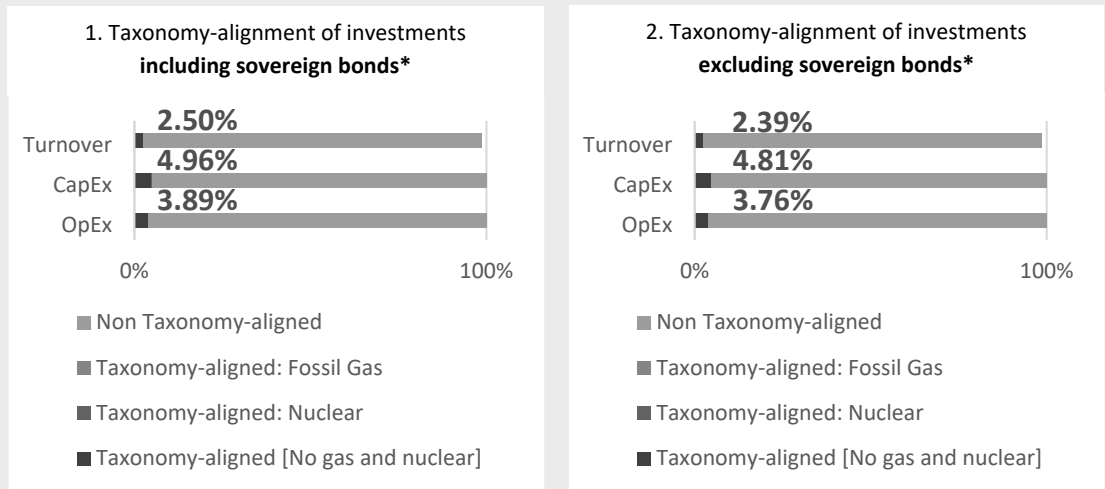 1. Taxonomy-alignment of investments
including sovereign bonds*
2.50%
Turnover
4.96%
CapEx
3.89%
OpEx
0%
100%
Non Taxonomy-aligned
Taxonomy-aligned: Fossil Gas
Taxonomy-aligned: Nuclear
Taxonomy-aligned [No gas and nuclear]
2. Taxonomy-alignment of investments
excluding sovereign bonds*
2.39%
Turnover
4.81%
CapEx
3.76%
OpEx
0%
100%
Non Taxonomy-aligned
Taxonomy-aligned: Fossil Gas
Taxonomy-aligned: Nuclear
Taxonomy-aligned [No gas and nuclear]